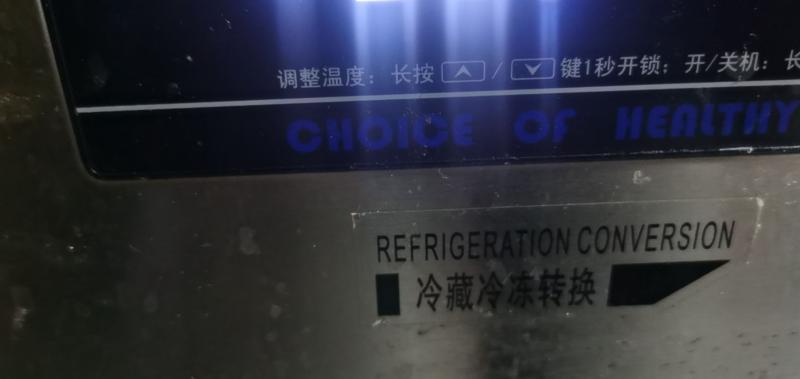 调整温度：长按 / 键1秒开锁；开/关机：长
CHOICE OF HEALTHY
REFRIGERATION CONVERSION
冷藏冷冻转换